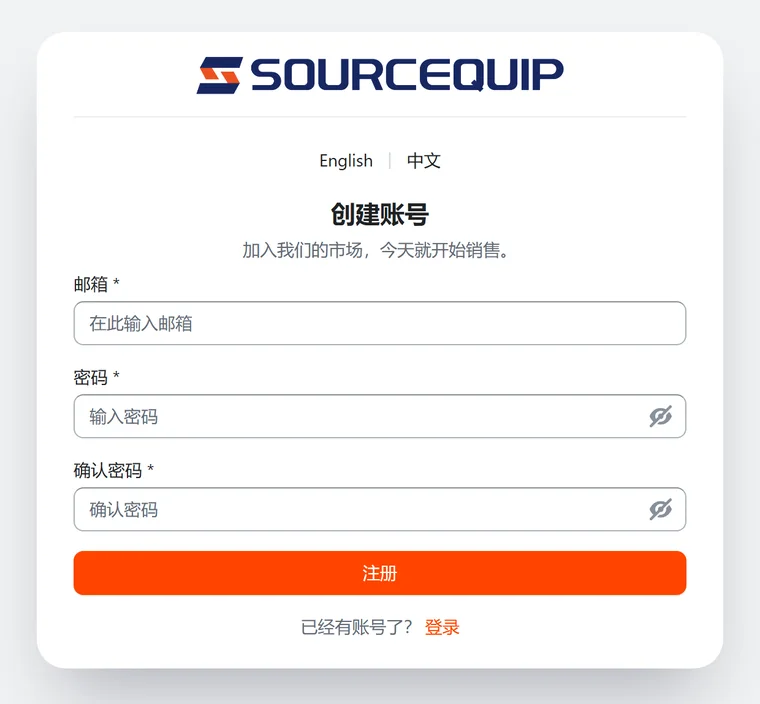 SOURCEQUIP
English | 中文
创建账号
加入我们的市场，今天就开始销售。
邮箱 *
在此输入邮箱
密码 *
输入密码
确认密码 *
确认密码
注册
已经有账号了？ 登录